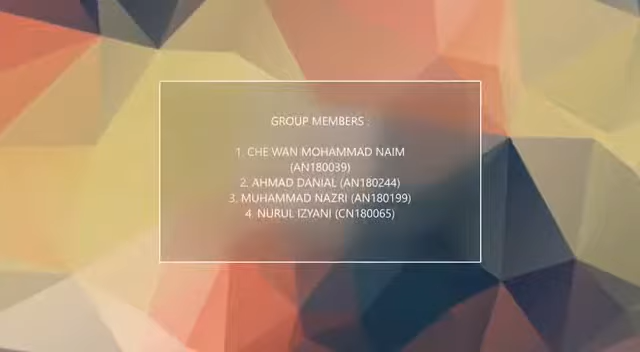 GROUP MEMBERS :
1. CHE WAN MOHAMMAD NAIM
(AN180039)
2. AHMAD DANIAL (AN180244)
3. MUHAMMAD NAZRI (AN180199)
4. NURUL IZYANI (CN180065)